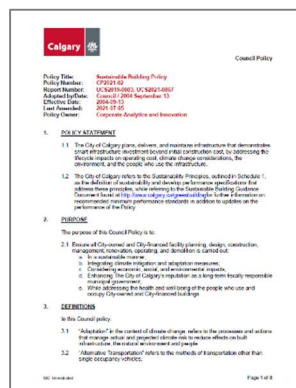 Calgary
Council Policy
Policy Title: Sustainable Building Policy
Policy Number: CP2021-02
Report Number: UCS2019-0883, UCS2021-0867
Adopted by/Date: Council / 2004 September 13
Effective Date: 2004-09-13
Last Amended: 2021-07-05
Policy Owner: Corporate Analytics and Innovation
1. POLICY STATEMENT
1.1 The City of Calgary plans, delivers, and maintains infrastructure that demonstrates
smart infrastructure investment beyond initial construction cost, by addressing the
lifecycle impacts on operating cost, climate change considerations, the
environment, and the people who use the infrastructure.
1.2 The City of Calgary refers to the Sustainability Principles, outlined in Schedule 1,
as the definition of sustainability and develop performance specifications that
address these principles, while referring to the Sustainable Building Guidance
Document found at for further information on
recommended minimum performance standards in addition to updates on the
performance of the Policy
2. PURPOSE
The purpose of this Council Policy is to:
2.1 Ensure all City-owned and City-financed facility planning, design, construction,
management, renovation, operating, and demolition is carried out:
a. In a sustainable manner;
b. Integrating climate mitigation and adaptation measures;
c. Considering economic, social, and environmental impacts;
d. Enhancing The City of Calgary's reputation as a long-term fiscally responsible
municipal government;
e. While addressing the health and well-being of the people who use and
occupy City-owned and City-financed buildings
3. DEFINITIONS
In this Council policy:
3.1 "Adaptation" in the context of climate change, refers to the processes and actions
that manage actual and projected climate risk to reduce effects on built
infrastructure, the natural environment and people
3.2 "Alternative Transportation" refers to the methods of transportation other than
single occupancy vehicles.
Page 1 of 8